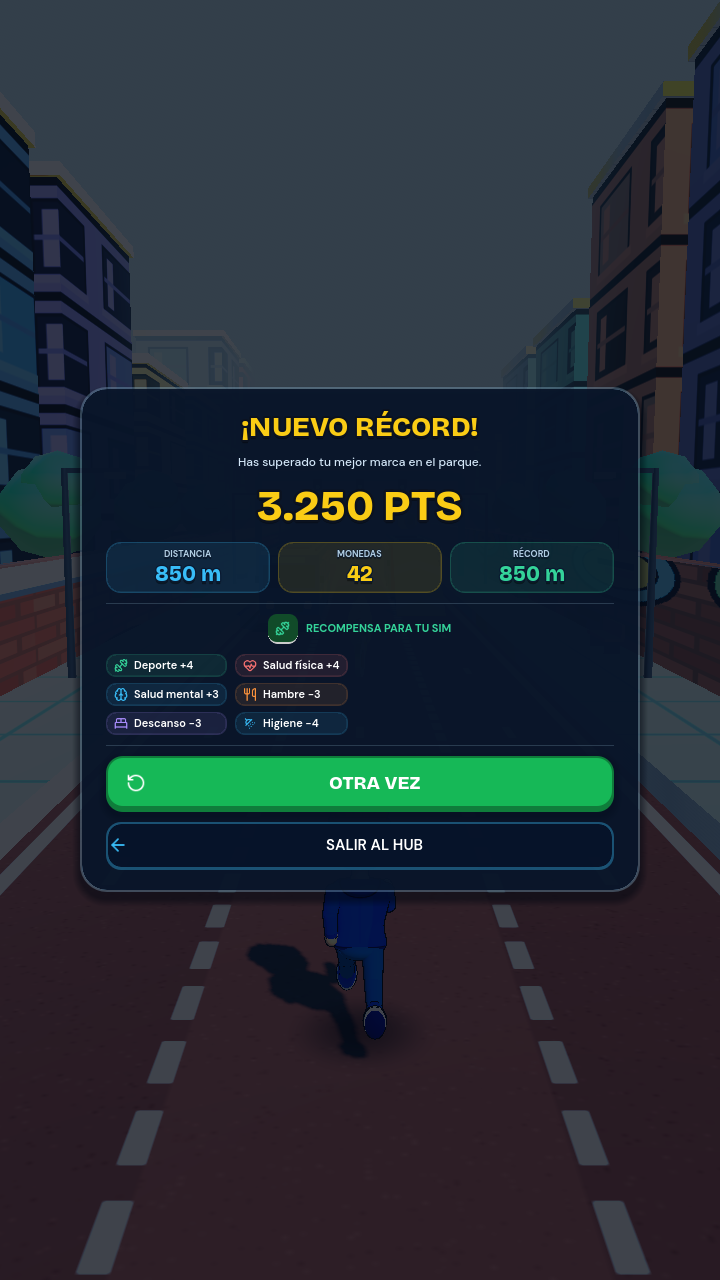 ¡NUEVO RÉCORD!
Has superado tu mejor marca en el parque.
3.250 PTS
DISTANCIA MONEDAS RÉCORD
850 m 42 850 m
RECOMPENSA PARA TU SIM
Deporte +4 Salud física +4
Salud mental +3 Hambre −3
Descanso −3 Higiene −4
OTRA VEZ
SALIR AL HUB